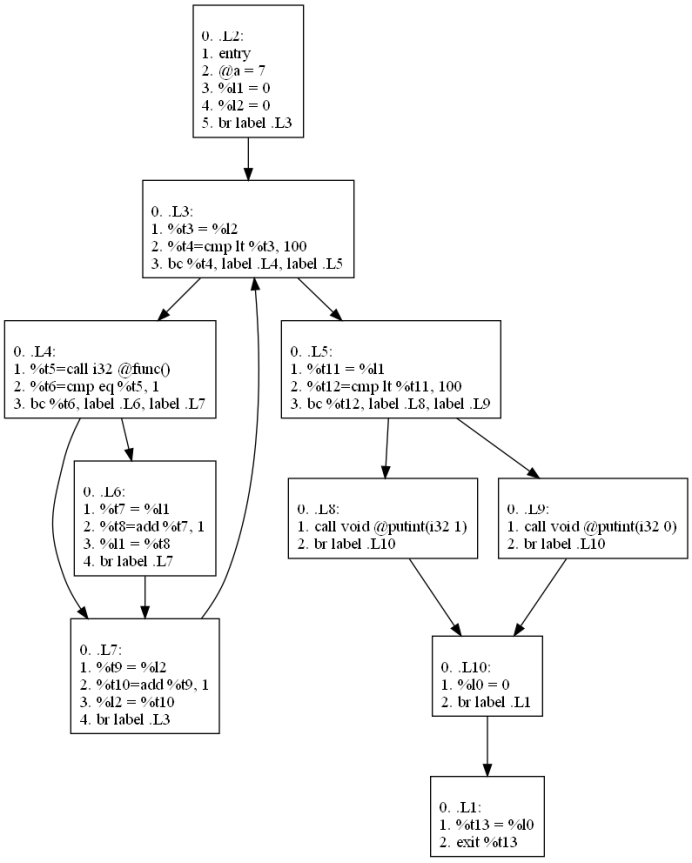 0. .L2:
1. entry
2. @a = 7
3. %l1 = 0
4. %l2 = 0
5. br label .L3
0. .L3:
1. %t3 = %l2
2. %t4=cmp lt %t3, 100
3. bc %t4, label .L4, label .L5
0. .L4:
1. %t5=call i32 @func()
2. %t6=cmp eq %t5, 1
3. bc %t6, label .L6, label .L7
0. .L5:
1. %t11 = %l1
2. %t12=cmp lt %t11, 100
3. bc %t12, label .L8, label .L9
0. .L6:
1. %t7 = %l1
2. %t8=add %t7, 1
3. %l1 = %t8
4. br label .L7
0. .L8:
1. call void @putint(i32 1)
2. br label .L10
0. .L9:
1. call void @putint(i32 0)
2. br label .L10
0. .L7:
1. %t9 = %l2
2. %t10=add %t9, 1
3. %l2 = %t10
4. br label .L3
0. .L10:
1. %l0 = 0
2. br label .L1
0. .L1:
1. %t13 = %l0
2. exit %t13